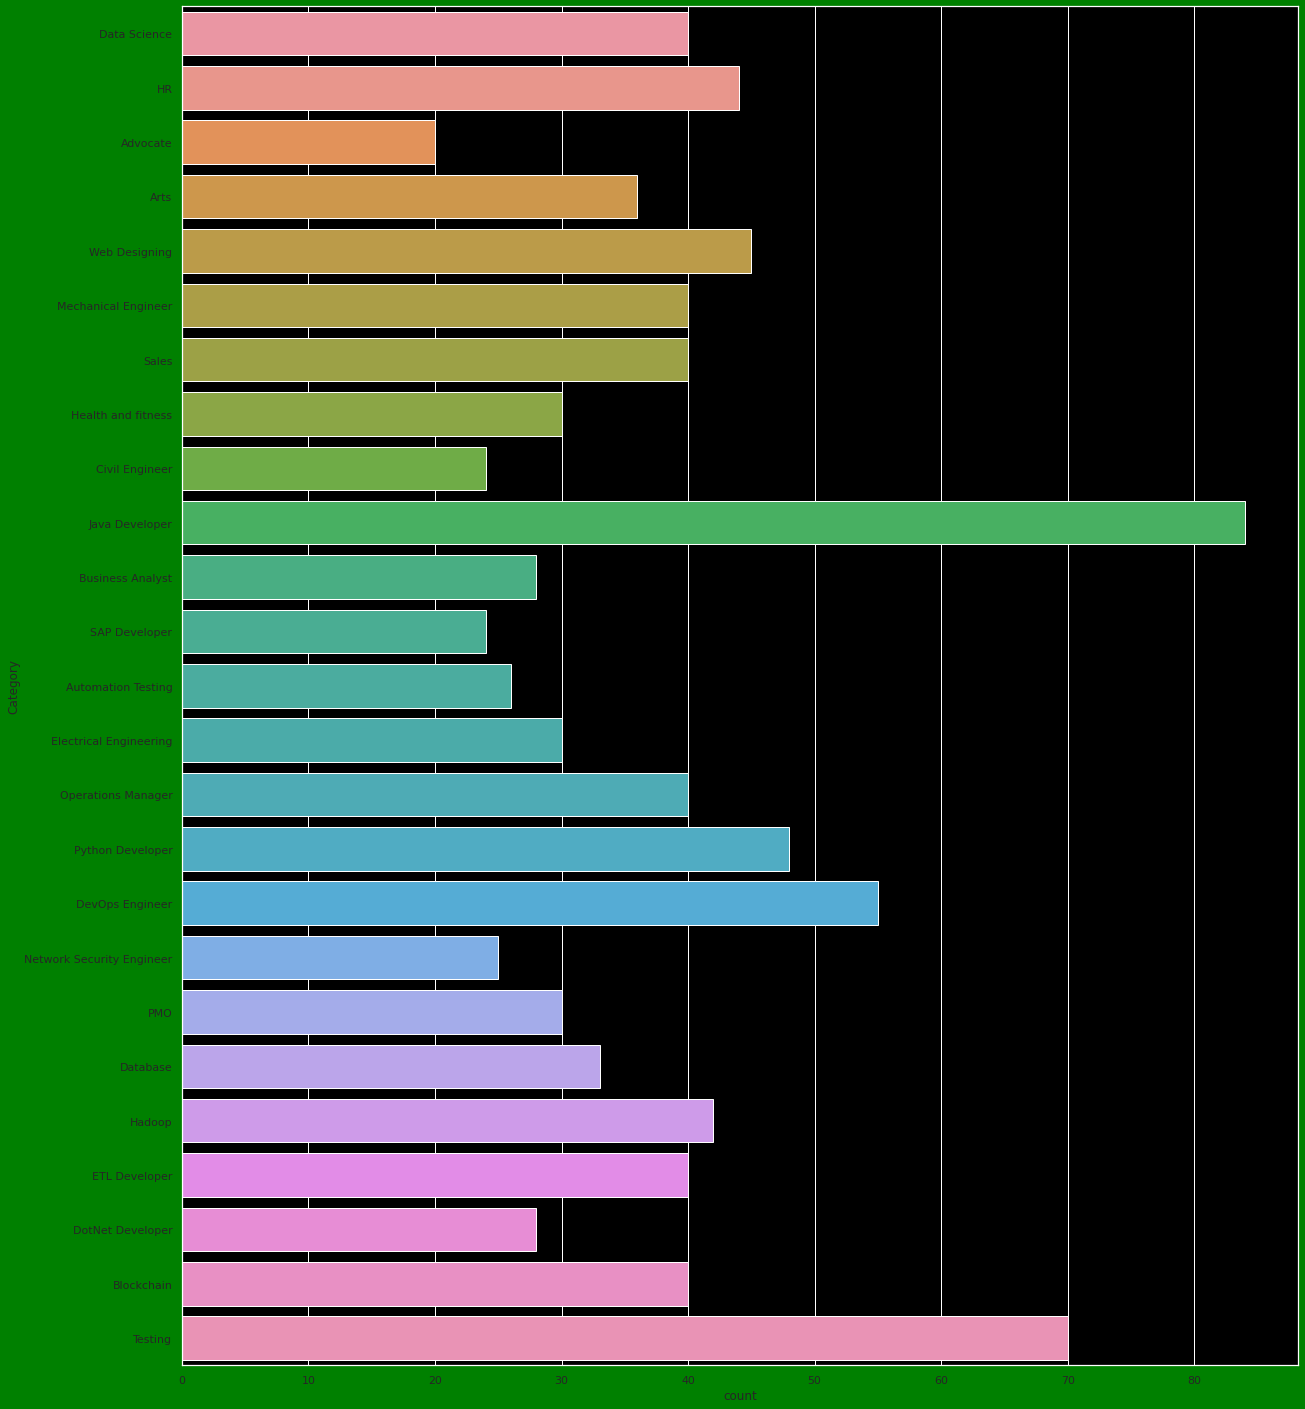 Data Science
HR
Advocate
Arts
Web Designing
Mechanical Engineer
Sales
Health and fitness
Civil Engineer
Java Developer
Business Analyst
SAP Developer
Automation Testing
Electrical Engineering
Operations Manager
Python Developer
DevOps Engineer
Network Security Engineer
PMO
Database
Hadoop
ETL Developer
DotNet Developer
Blockchain
Testing
Category
0 10 20 30 40 50 60 70 80
count